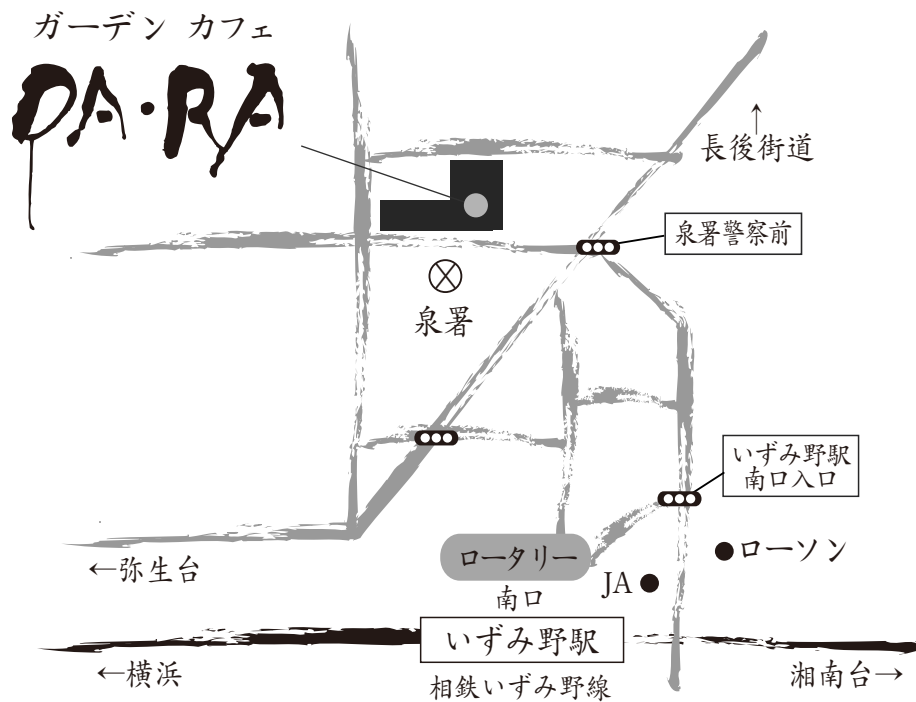 ガーデン カフェ
PA・RA
↑
長後街道
泉署警察前
泉署
いずみ野駅
南口入口
ローソン
←弥生台
ロータリー
JA
南口
いずみ野駅
←横浜
相鉄いずみ野線
湘南台→